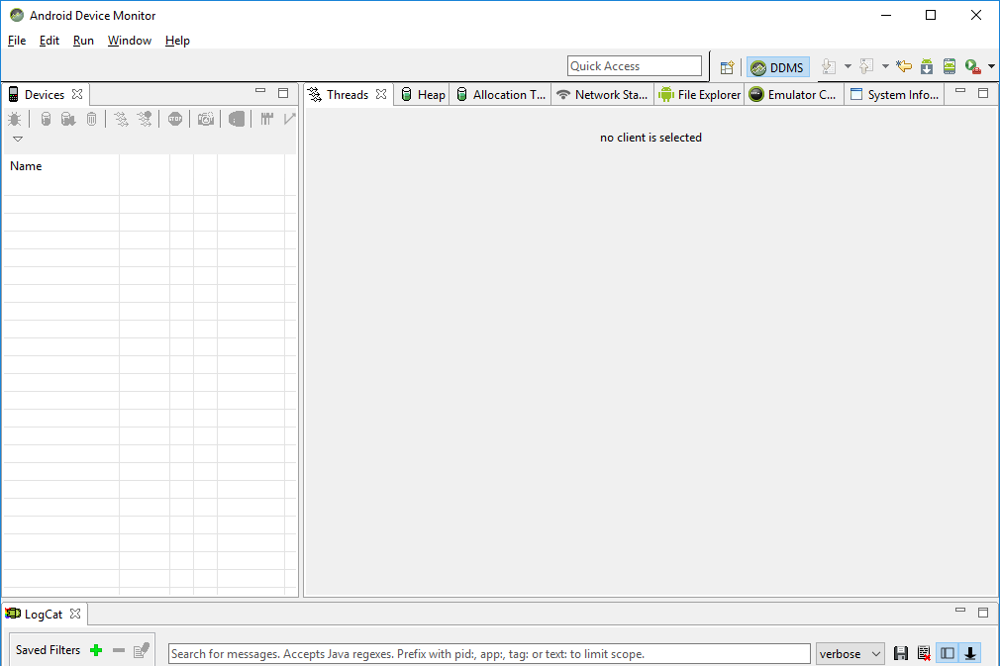 Android Device Monitor
File Edit Run Window Help
Quick Access
DDMS
Devices
Threads
Heap
Allocation T...
Network Sta...
File Explorer
Emulator C...
System Info...
STOP
Name
no client is selected
LogCat
Saved Filters
Search for messages. Accepts Java regexes. Prefix with pid:, app:, tag: or text: to limit scope.
verbose